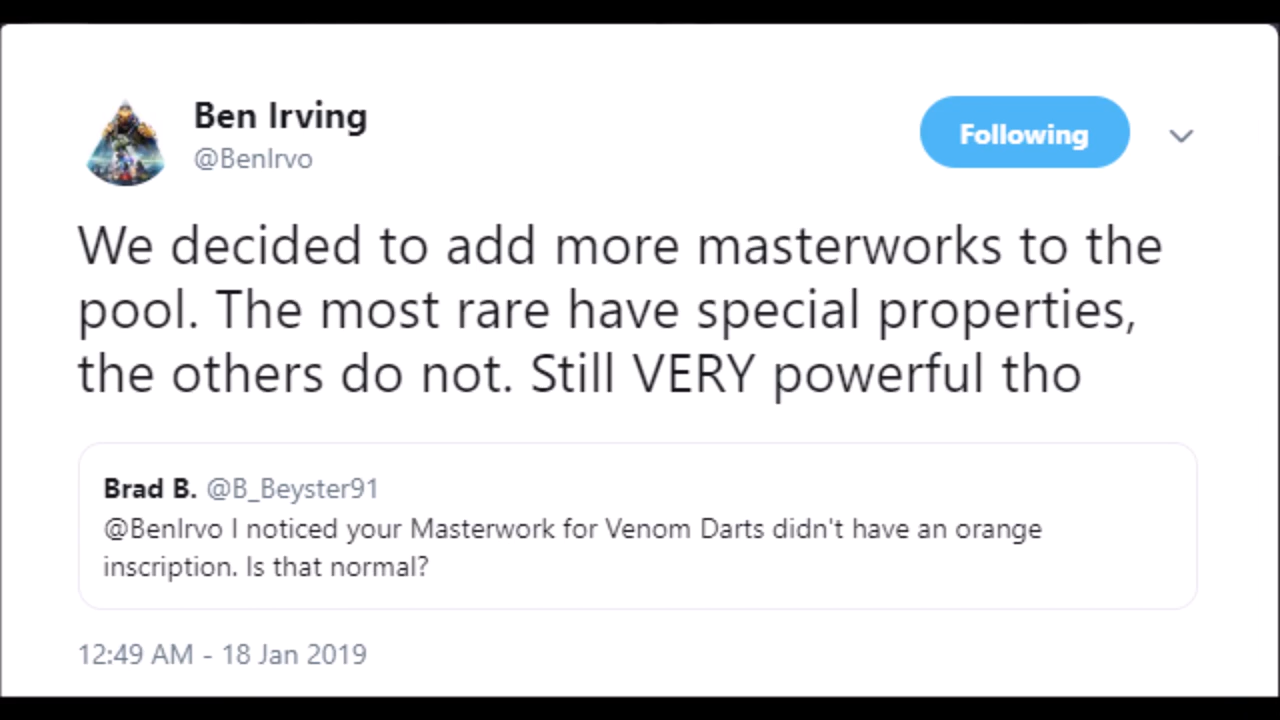 Ben Irving
@BenIrvo
Following
We decided to add more masterworks to the
pool. The most rare have special properties,
the others do not. Still VERY powerful tho
Brad B. @B_Beyster91
@BenIrvo I noticed your Masterwork for Venom Darts didn't have an orange
inscription. Is that normal?
12:49 AM - 18 Jan 2019